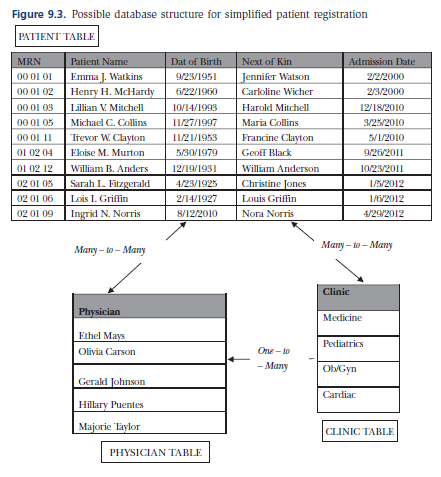 Figure 9.3. Possible database structure for simplified patient registration
PATIENT TABLE
MRN Patient Name Dat of Birth Next of Kin Admission Date
00 01 01 Emma J. Watkins 9/23/1951 Jennifer Watson 2/2/2000
00 01 02 Henry H. McHardy 6/22/1960 Carloline Wicher 2/3/2000
00 01 03 Lillian V. Mitchell 10/14/1993 Harold Mitchell 12/18/2010
00 01 05 Michael C. Collins 11/27/1997 Maria Collins 3/25/2010
00 01 11 Trevor W. Clayton 11/21/1953 Francine Clayton 5/1/2010
01 02 04 Eloise M. Murton 5/30/1979 Geoff Black 9/26/2011
01 02 12 William B. Anders 12/19/1931 William Anderson 10/23/2011
02 01 05 Sarah L. Fitzgerald 4/23/1925 Christine Jones 1/5/2012
02 01 06 Lois I. Griffin 2/14/1927 Louis Griffin 1/6/2012
02 01 09 Ingrid N. Norris 8/12/2010 Nora Norris 4/29/2012
Many – to – Many
Many – to – Many
Physician
Ethel Mays
Olivia Carson
Gerald Johnson
Hillary Puentes
Majorie Taylor
PHYSICIAN TABLE
One – to
– Many
Clinic
Medicine
Pediatrics
Ob/Gyn
Cardiac
CLINIC TABLE